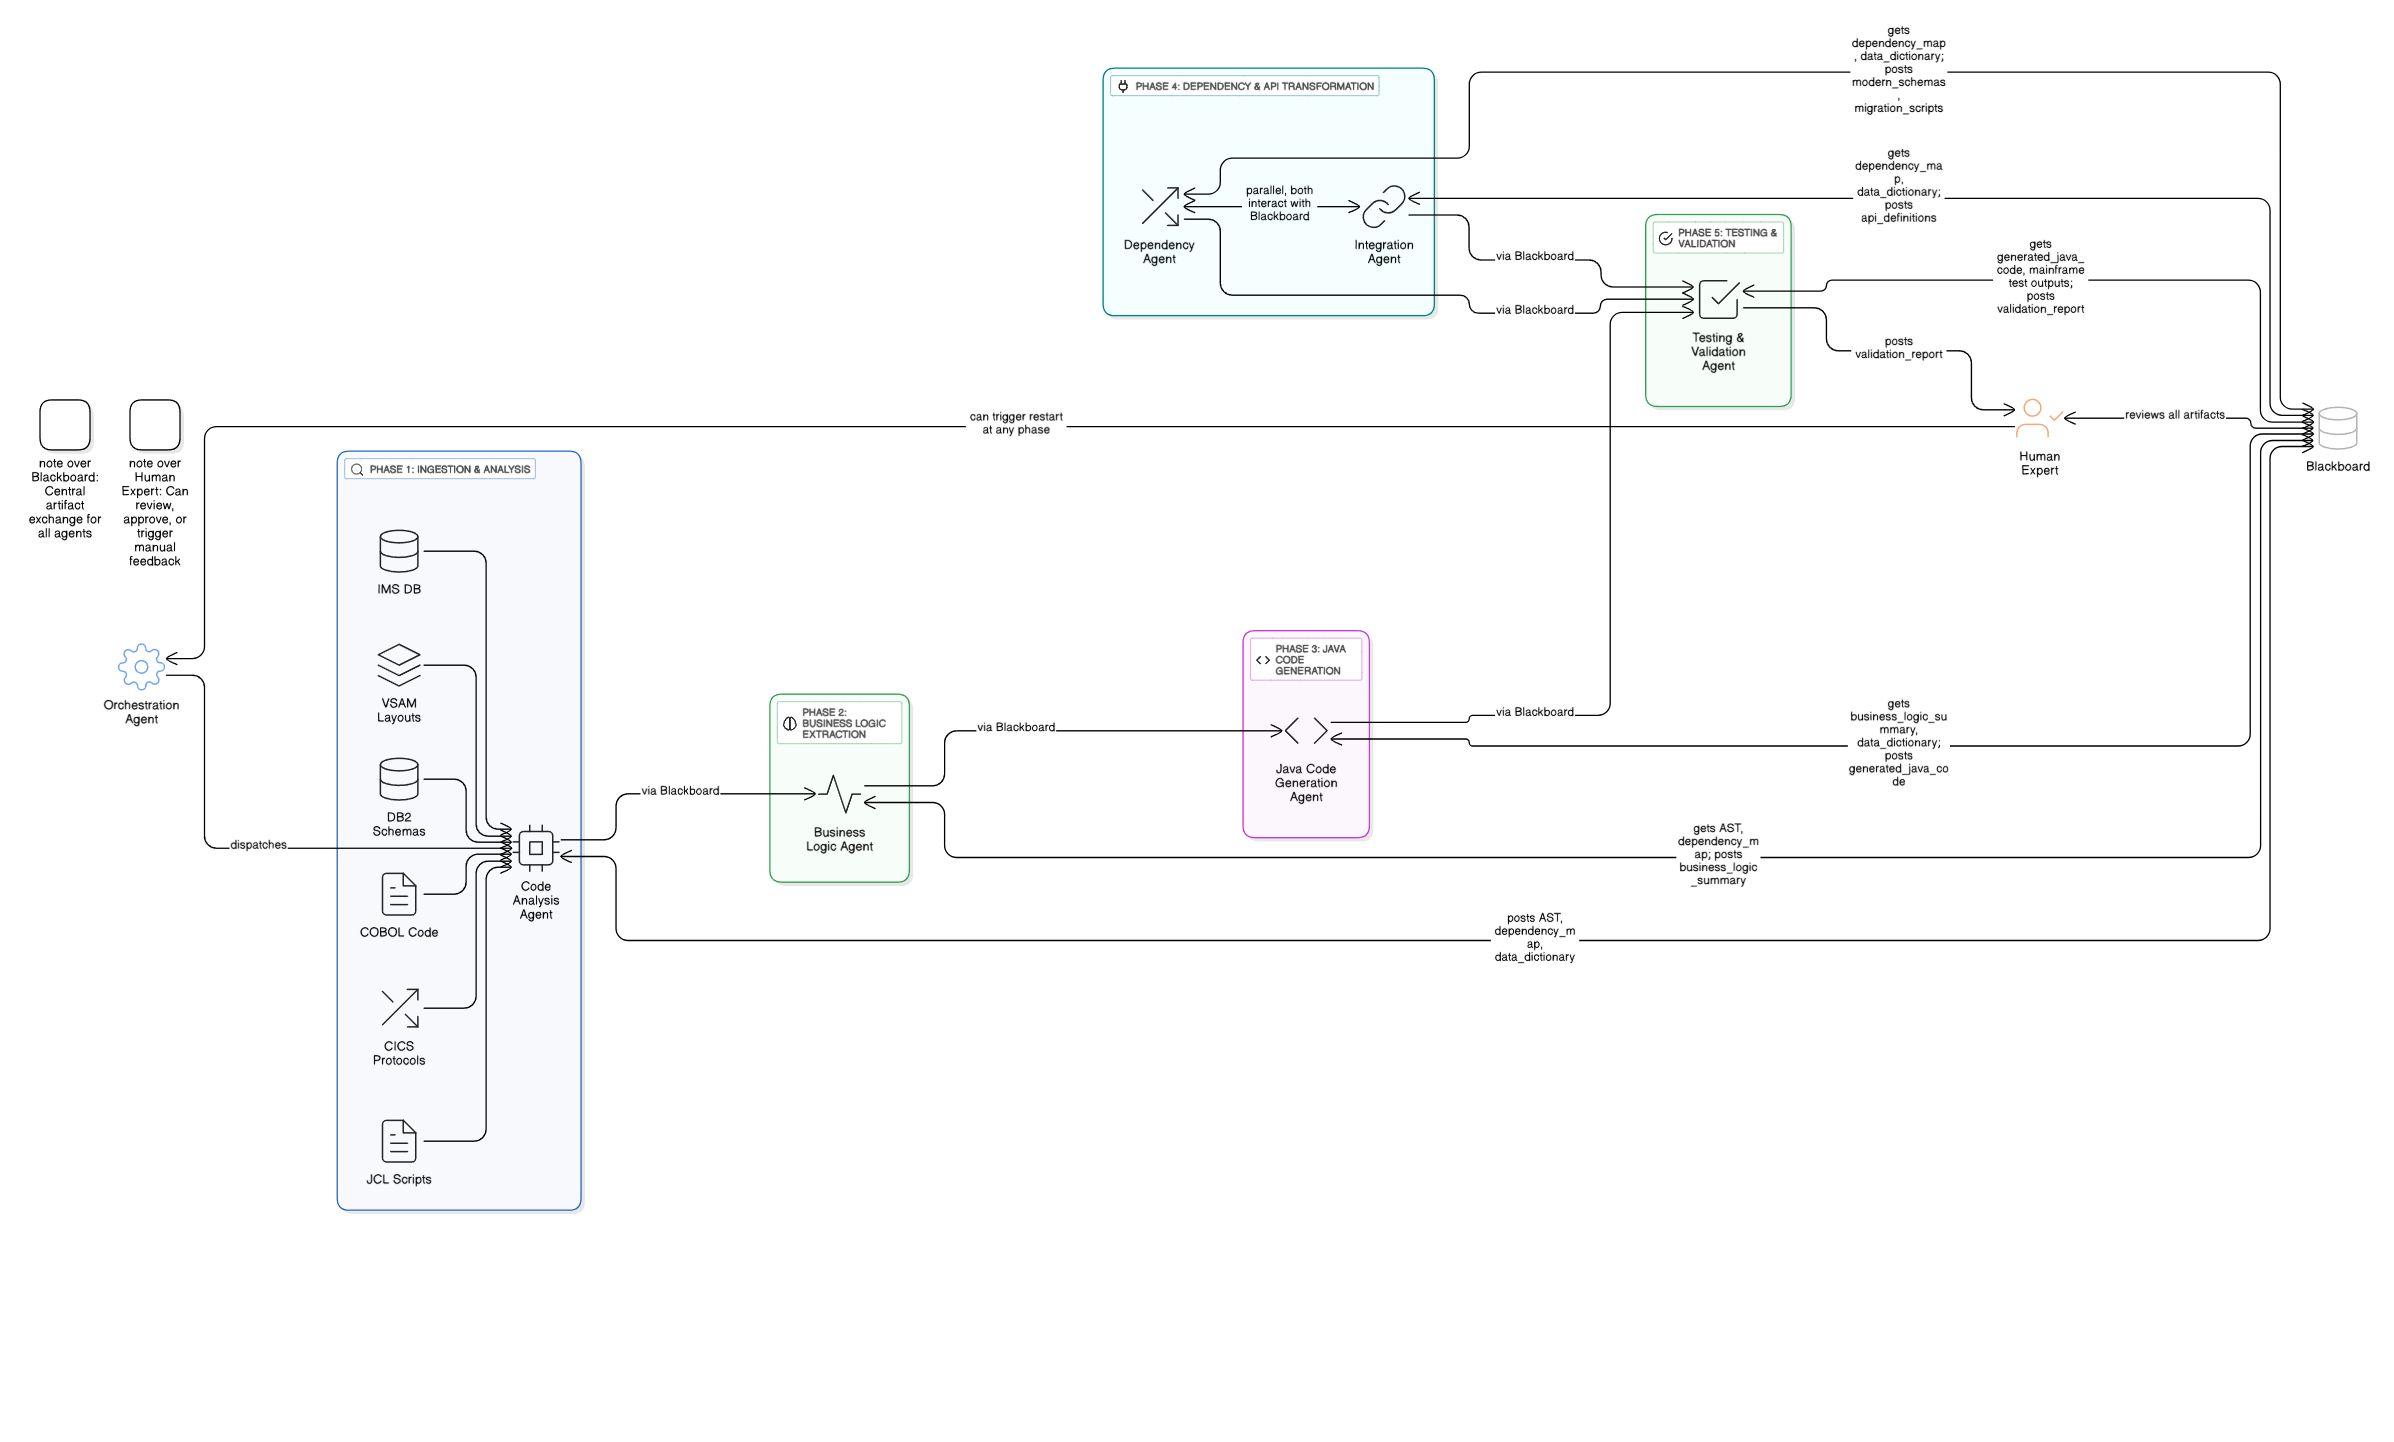 gets
dependency_map
, data_dictionary;
posts
modern_schemas
,
migration_scripts
PHASE 4: DEPENDENCY & API TRANSFORMATION
gets
dependency_ma
p,
data_dictionary;
posts
api_definitions
parallel, both
interact with
Blackboard
Dependency
Agent
Integration
Agent
via Blackboard
via Blackboard
PHASE 5: TESTING &
VALIDATION
Testing &
Validation
Agent
gets
generated_java_
code, mainframe
test outputs;
posts
validation_report
posts
validation_report
can trigger restart
at any phase
reviews all artifacts
Human
Expert
Blackboard
note over
Blackboard:
Central
artifact
exchange for
all agents
note over
Human
Expert: Can
review,
approve, or
trigger
manual
feedback
PHASE 1: INGESTION & ANALYSIS
IMS DB
VSAM
Layouts
Orchestration
Agent
DB2
Schemas
dispatches
Code
Analysis
Agent
COBOL Code
CICS
Protocols
JCL Scripts
via Blackboard
PHASE 2:
BUSINESS LOGIC
EXTRACTION
Business
Logic Agent
via Blackboard
PHASE 3: JAVA
CODE
GENERATION
Java Code
Generation
Agent
via Blackboard
gets
business_logic_su
mmary,
data_dictionary;
posts
generated_java_co
de
gets AST,
dependency_m
ap; posts
business_logic
_summary
posts AST,
dependency_m
ap,
data_dictionary